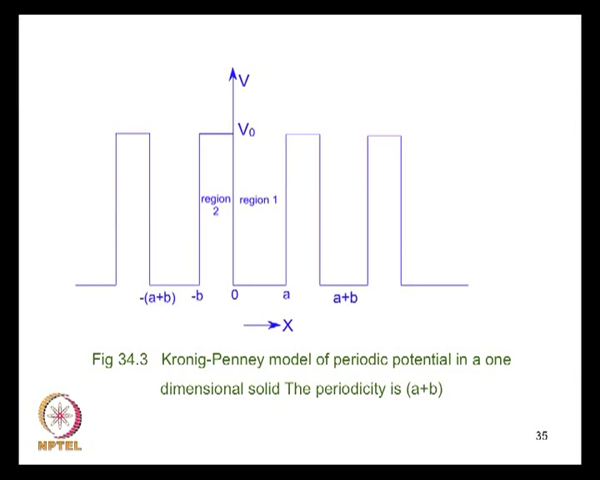 V
V₀
region region 1
2
-(a+b) -b 0 a a+b
X
Fig 34.3 Kronig-Penney model of periodic potential in a one
dimensional solid The periodicity is (a+b)
NPTEL
35